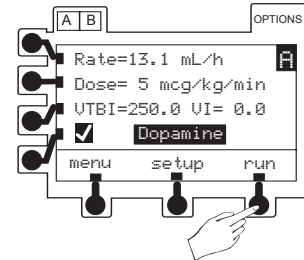 A B
OPTIONS
Rate=13.1 mL/h
A
Dose= 5 mcg/kg/min
VTBI=250.0 VI= 0.0
Dopamine
menu setup run